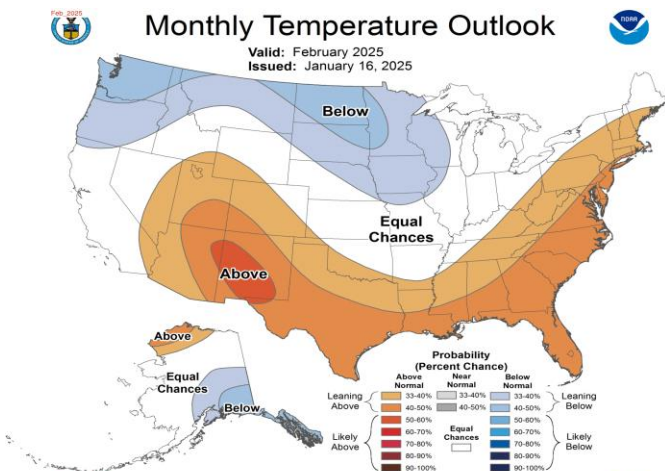 Feb_2025
Monthly Temperature Outlook
NOAA
Valid: February 2025
Issued: January 16, 2025
Below
Equal
Chances
Above
Above
Equal
Chances
Below
Probability
(Percent Chance)
Above
Normal
Near
Normal
Below
Normal
Leaning
Above
33-40%
33-40%
33-40%
Leaning
Below
40-50%
40-50%
40-50%
Likely
Above
50-60%
50-60%
Likely
Below
60-70%
Equal
Chances
60-70%
70-80%
70-80%
80-90%
80-90%
90-100%
90-100%